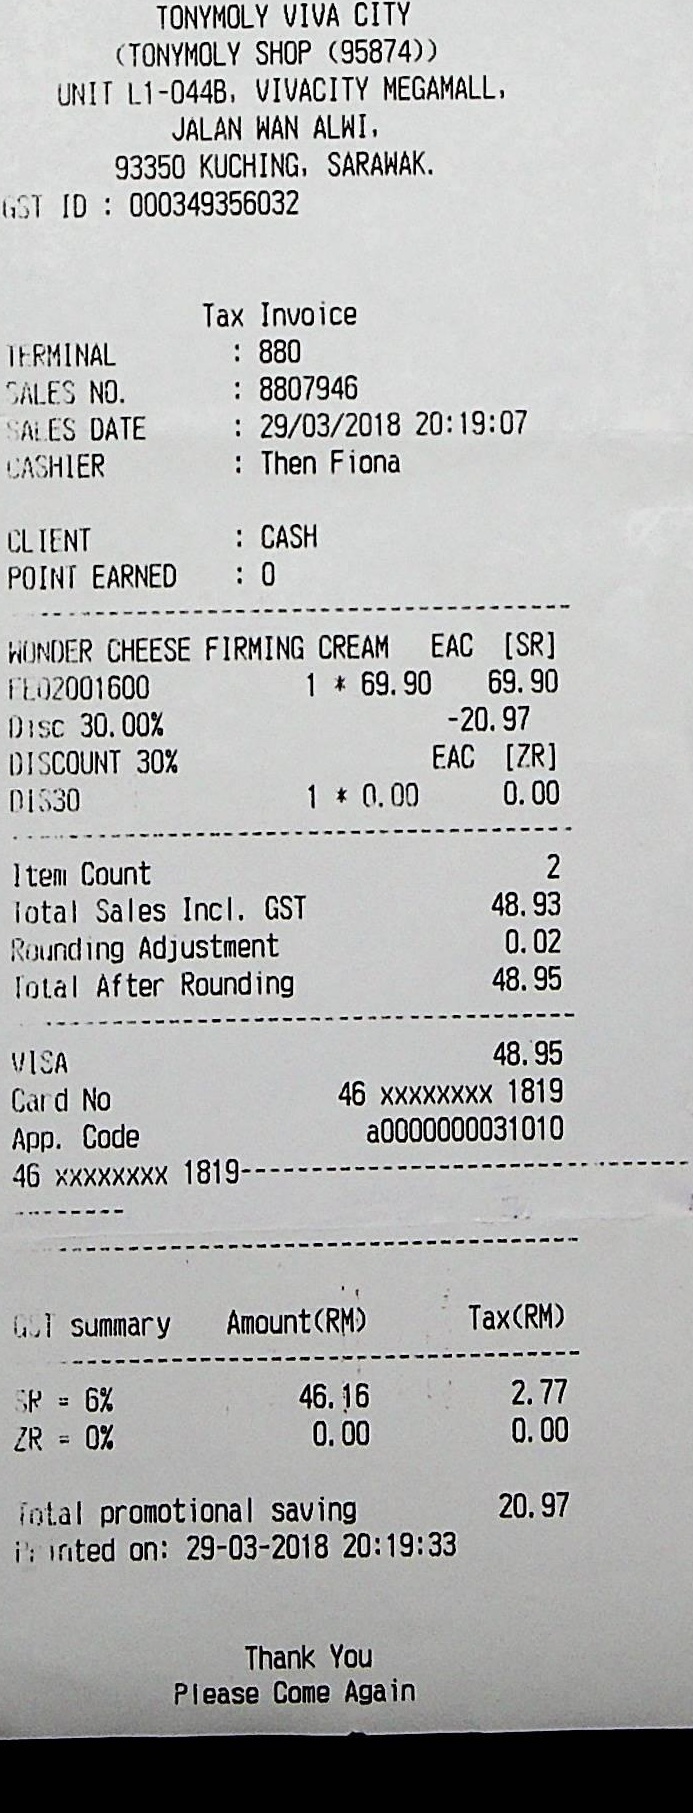 TONYMOLY VIVA CITY
(TONYMOLY SHOP (95874))
UNIT L1-044B, VIVACITY MEGAMALL,
JALAN WAN ALWI,
93350 KUCHING, SARAWAK.
GST ID : 000349356032
Tax Invoice
TERMINAL : 880
SALES NO. : 8807946
SALES DATE : 29/03/2018 20:19:07
CASHIER : Then Fiona
CLIENT : CASH
POINT EARNED : 0
WONDER CHEESE FIRMING CREAM EAC [SR]
FE02001600 1 * 69.90 69.90
Disc 30.00% -20.97
DISCOUNT 30% EAC [ZR]
DIS30 1 * 0.00 0.00
Item Count 2
Total Sales Incl. GST 48.93
Rounding Adjustment 0.02
Total After Rounding 48.95
VISA 48.95
Card No 46 xxxxxxxx 1819
App. Code a0000000031010
46 xxxxxxxx 1819-------------------------------
--------
GST summary Amount(RM) Tax(RM)
SR = 6% 46.16 2.77
ZR = 0% 0.00 0.00
Total promotional saving 20.97
Printed on: 29-03-2018 20:19:33
Thank You
Please Come Again